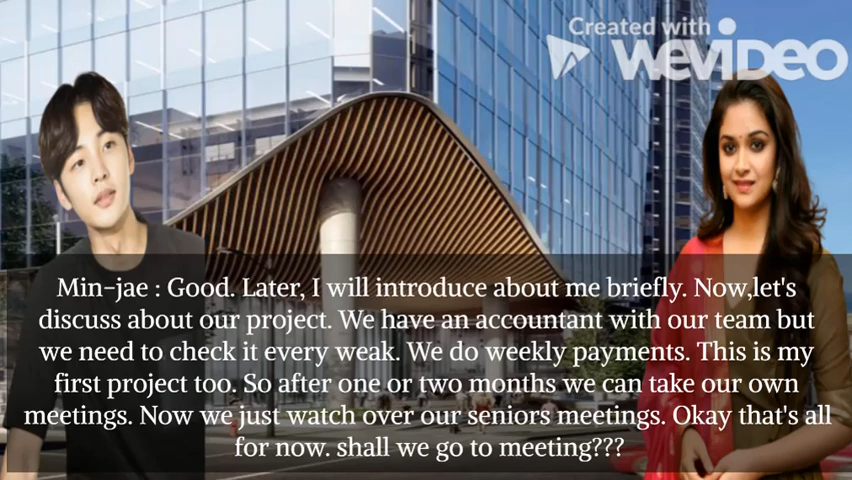 Created with
WeVideo
Min-jae : Good. Later, I will introduce about me briefly. Now,let's
discuss about our project. We have an accountant with our team but
we need to check it every weak. We do weekly payments. This is my
first project too. So after one or two months we can take our own
meetings. Now we just watch over our seniors meetings. Okay that's all
for now. shall we go to meeting???